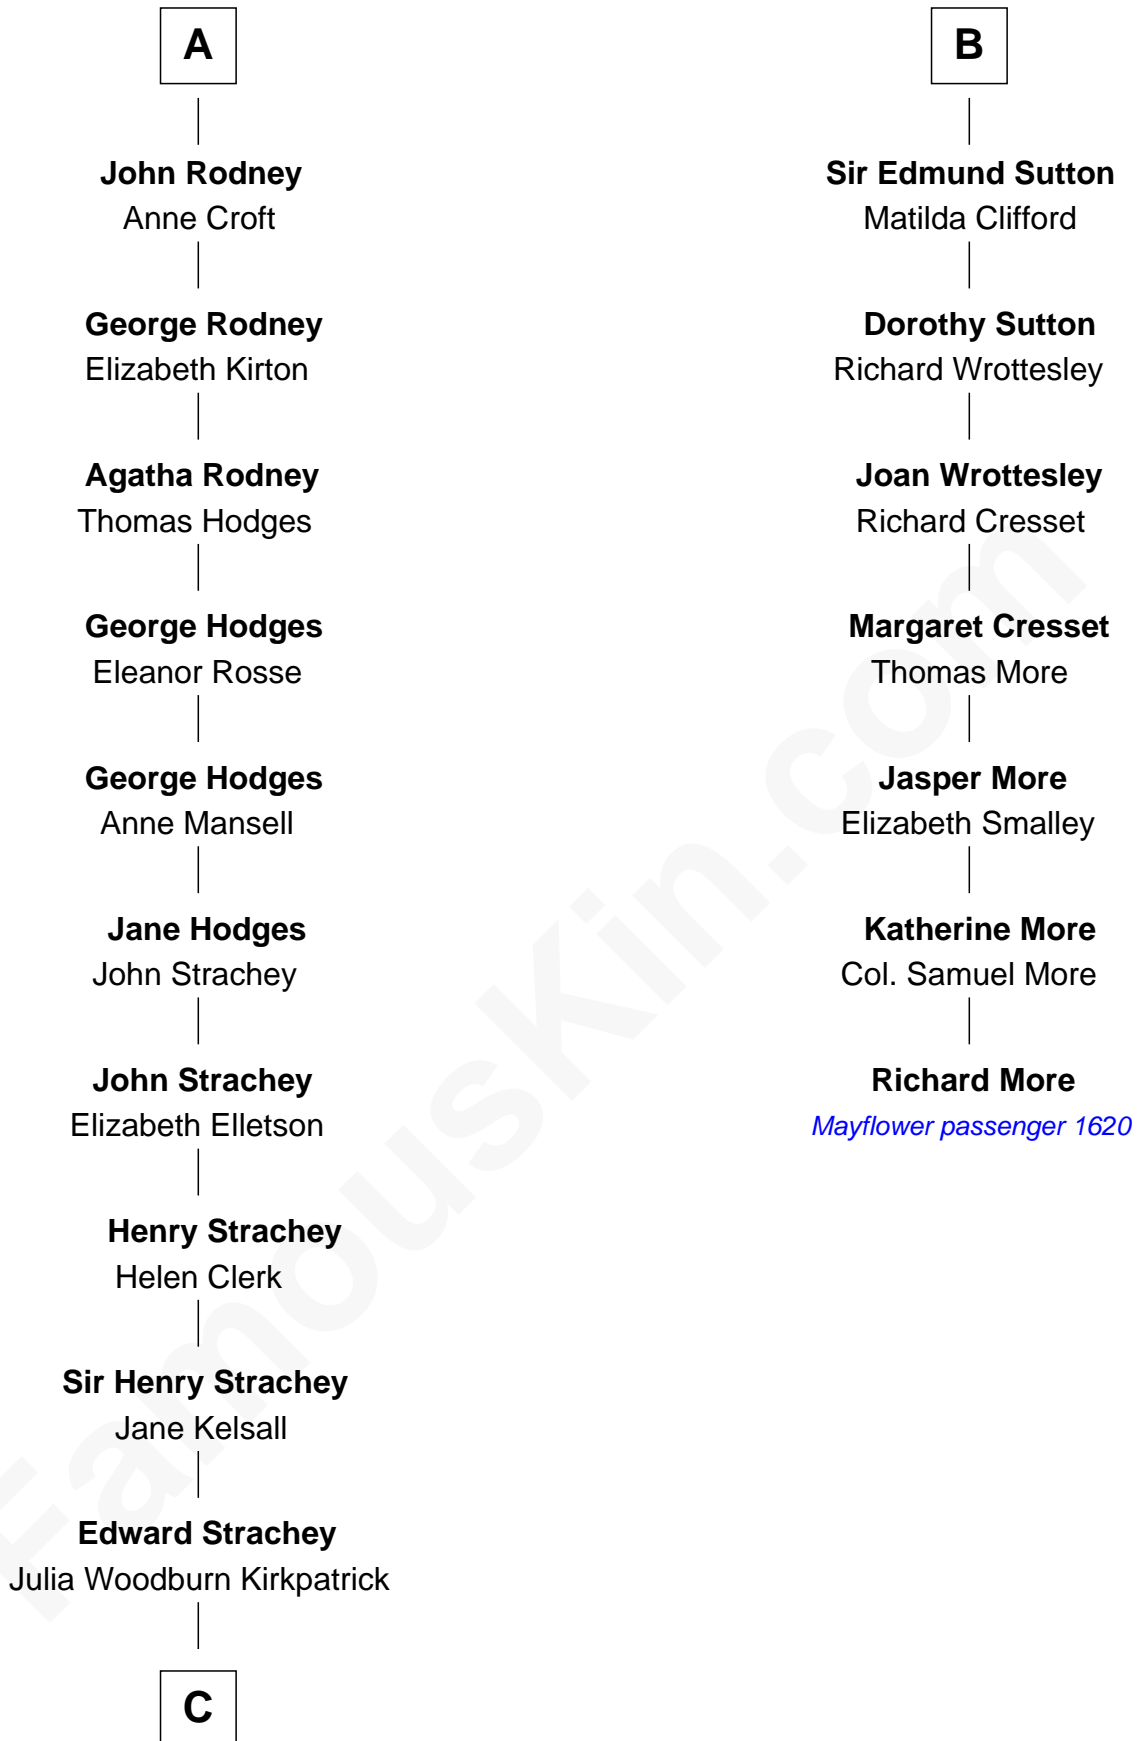 A
John Rodney
Anne Croft
George Rodney
Elizabeth Kirton
Agatha Rodney
Thomas Hodges
George Hodges
Eleanor Rosse
George Hodges
Anne Mansell
Jane Hodges
John Strachey
John Strachey
Elizabeth Elletson
Henry Strachey
Helen Clerk
Sir Henry Strachey
Jane Kelsall
Edward Strachey
Julia Woodburn Kirkpatrick
C
B
Sir Edmund Sutton
Matilda Clifford
Dorothy Sutton
Richard Wrottesley
Joan Wrottesley
Richard Cresset
Margaret Cresset
Thomas More
Jasper More
Elizabeth Smalley
Katherine More
Col. Samuel More
Richard More
Mayflower passenger 1620
FamousKin.com